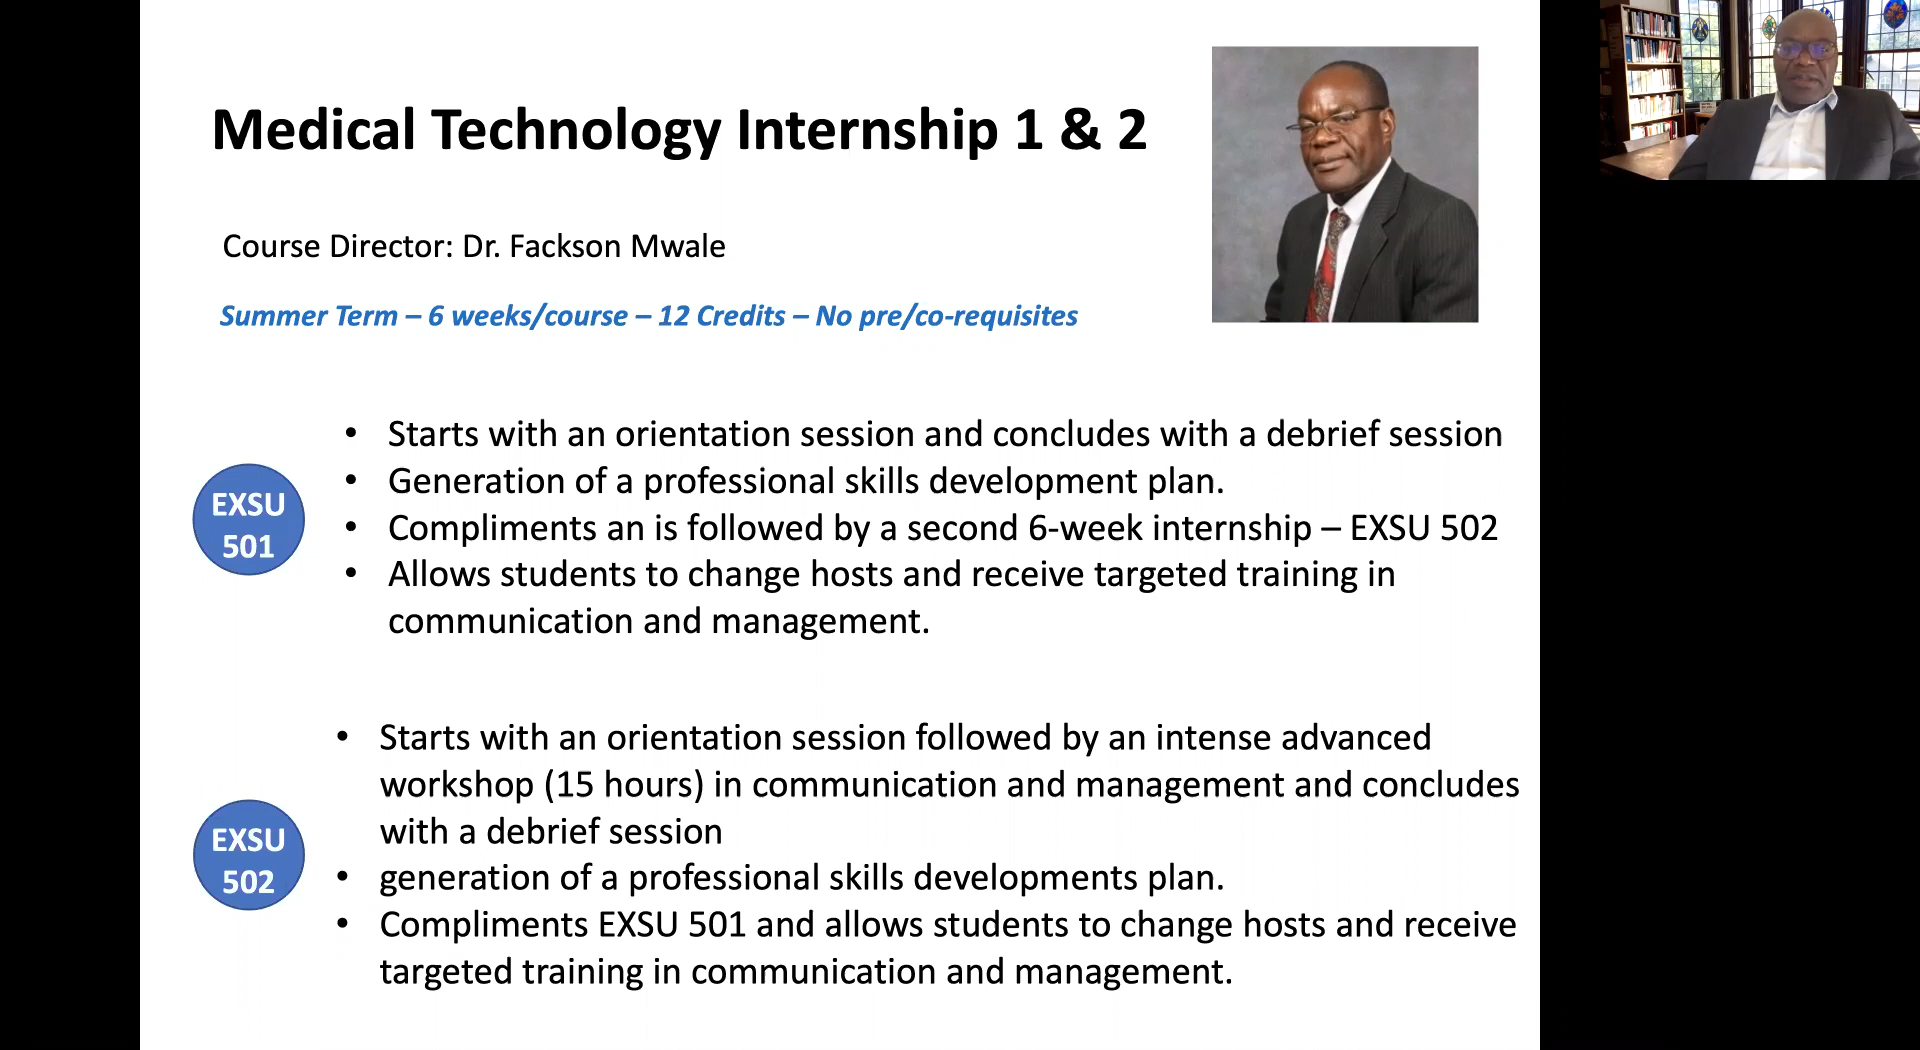 Medical Technology Internship 1 & 2
Course Director: Dr. Fackson Mwale
Summer Term – 6 weeks/course – 12 Credits – No pre/co-requisites
EXSU
501
• Starts with an orientation session and concludes with a debrief session
• Generation of a professional skills development plan.
• Compliments an is followed by a second 6-week internship – EXSU 502
• Allows students to change hosts and receive targeted training in
communication and management.
EXSU
502
• Starts with an orientation session followed by an intense advanced
workshop (15 hours) in communication and management and concludes
with a debrief session
• generation of a professional skills developments plan.
• Compliments EXSU 501 and allows students to change hosts and receive
targeted training in communication and management.